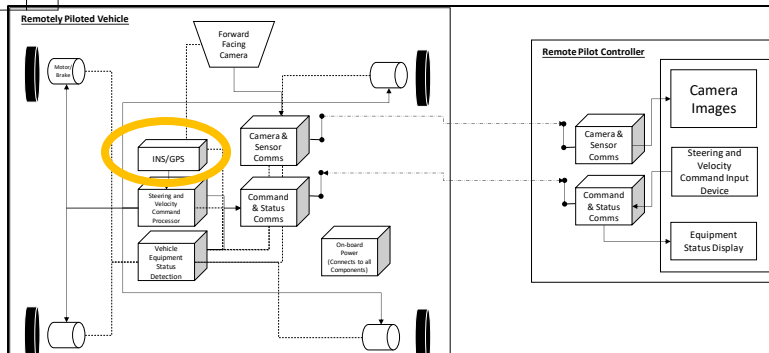 Remotely Piloted Vehicle
Forward
Facing
Camera
Motor/
Brake
INS/GPS
Steering and
Velocity
Command
Processor
Vehicle
Equipment
Status
Detection
Camera &
Sensor
Comms
Command
& Status
Comms
On-board
Power
(Connects to all
Components)
Remote Pilot Controller
Camera &
Sensor
Comms
Command
& Status
Comms
Camera
Images
Steering and
Velocity
Command Input
Device
Equipment
Status Display